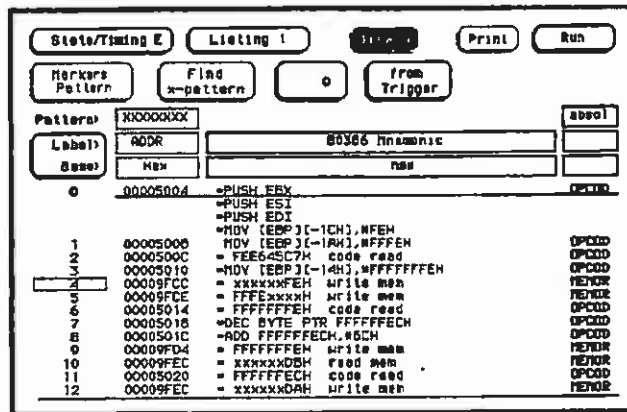 State/Timing E Listing 1 Print Run
Markers Pattern Find x-pattern 0 from Trigger
Pattern> XXXXXXXX absol
Label> ADDR 80386 Mnemonic
Base> Hex
0 00005004 =PUSH EBX OPCOD
=PUSH ESI
=PUSH EDI
=MOV [EBP][-1CH],#FEH
1 00005008 MOV [EBP][-1AH],#FFFEH OPCOD
2 0000500C = FEE645C7H code read OPCOD
3 00005010 =MOV [EBP][-14H],#FFFFFFFEH OPCOD
4 00009FCC = xxxxxxFEH write mem MEMOR
5 00009FCE = FFFExxxxH write mem MEMOR
6 00005014 = FFFFFFFEH code read OPCOD
7 00005018 =DEC BYTE PTR FFFFFFECH OPCOD
8 0000501C =ADD FFFFFFECH,#5CH OPCOD
9 00009FD4 = FFFFFFFEH write mem MEMOR
10 00009FEC = xxxxxxDBH read mem MEMOR
11 00005020 = FFFFFFECH code read OPCOD
12 00009FEC = xxxxxxDAH write mem MEMOR